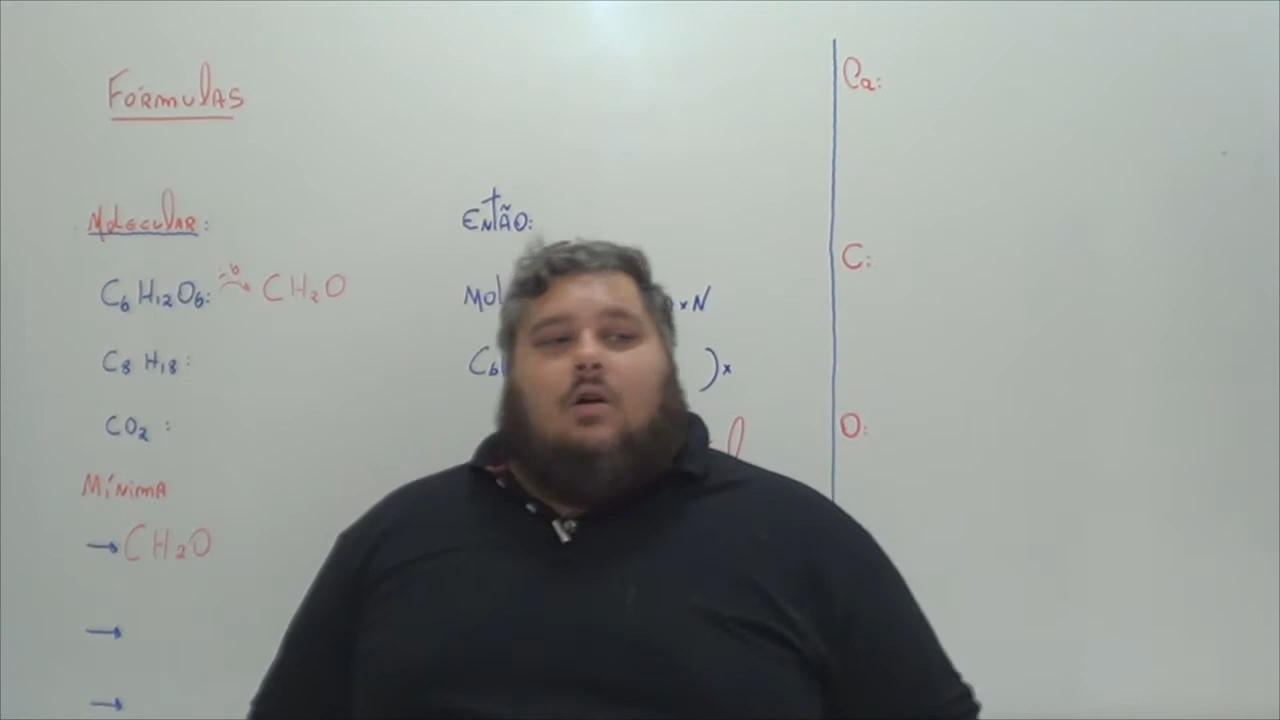 Fórmulas
Molecular:
C₆H₁₂O₆: ÷6 → CH₂O
C₈H₁₈:
CO₂:
Mínima
→ CH₂O
→
→
Então:
×N
)×
Ca:
C:
O: